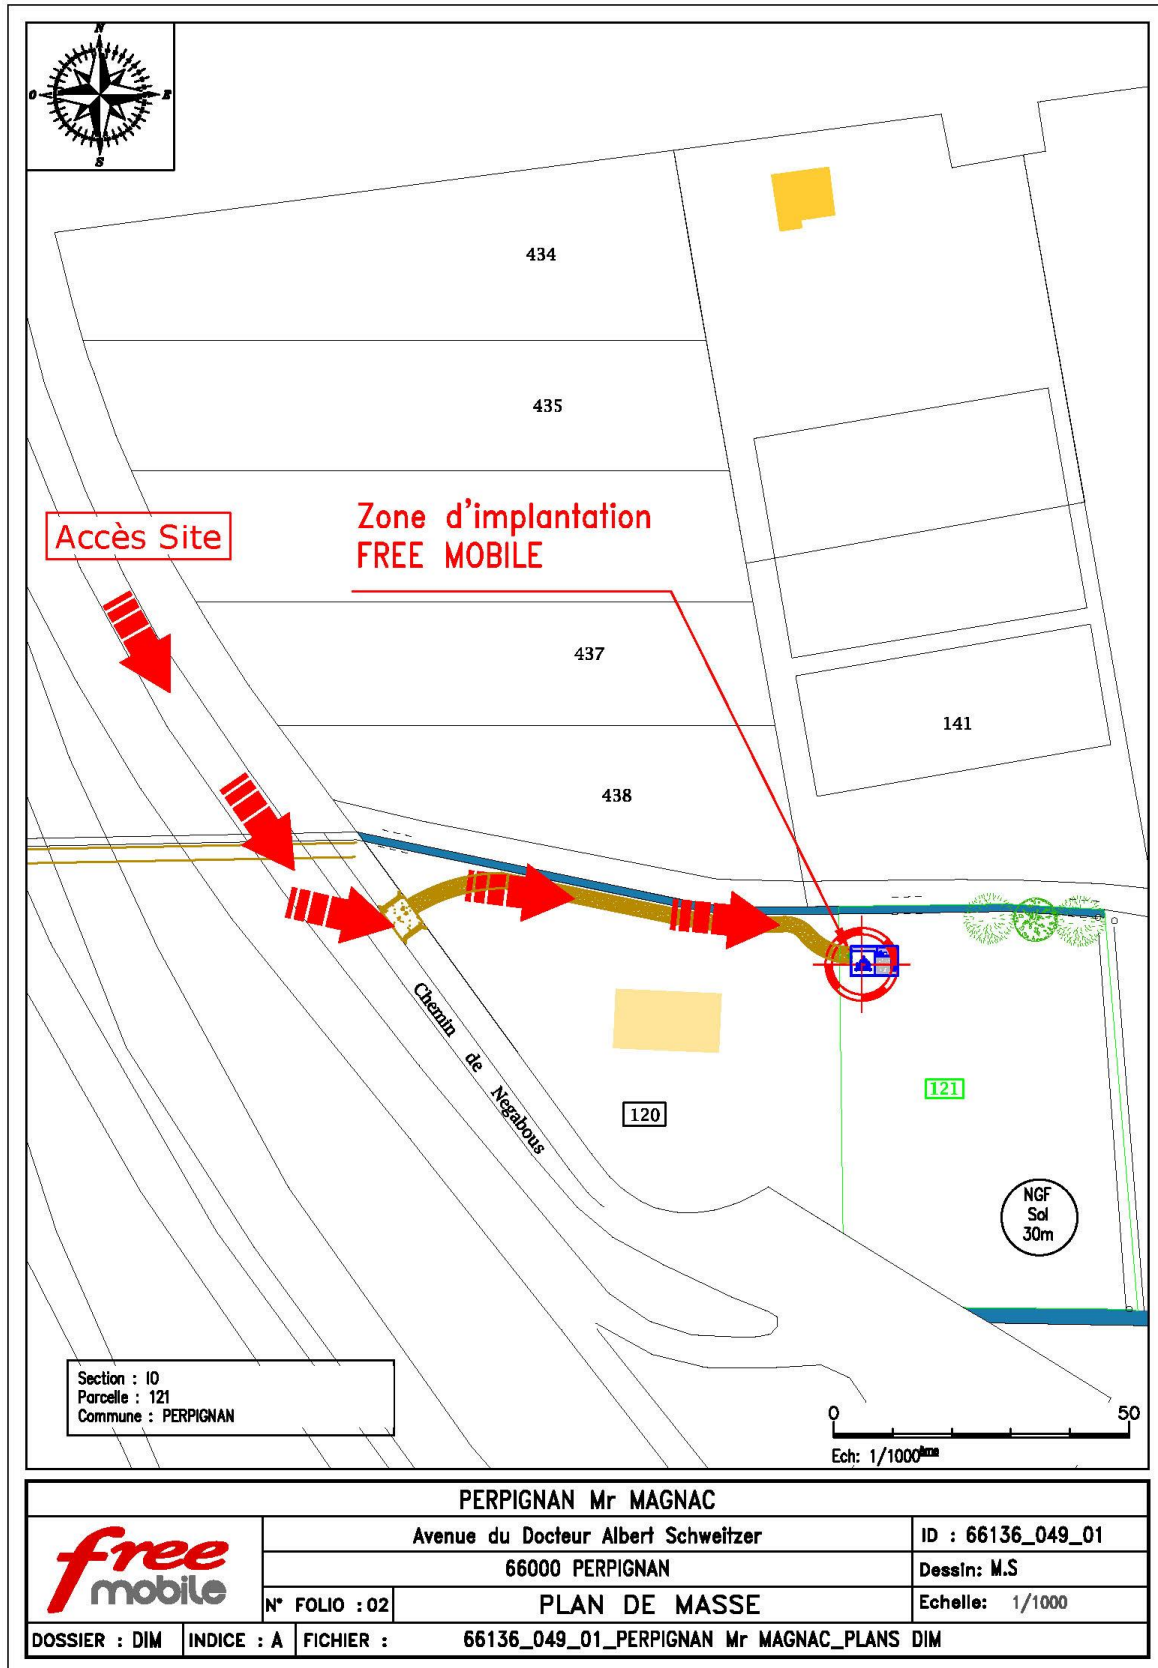 N
O
E
S
434
435
Accès Site
Zone d'implantation
FREE MOBILE
437
141
438
Chemin de Negabous
120
121
NGF
Sol
30m
Section : IO
Parcelle : 121
Commune : PERPIGNAN
0 50
Ech: 1/1000ème
PERPIGNAN Mr MAGNAC
free
mobile
Avenue du Docteur Albert Schweitzer
ID : 66136_049_01
66000 PERPIGNAN
Dessin: M.S
N° FOLIO : 02
PLAN DE MASSE
Echelle: 1/1000
DOSSIER : DIM
INDICE : A
FICHIER : 66136_049_01_PERPIGNAN Mr MAGNAC_PLANS DIM